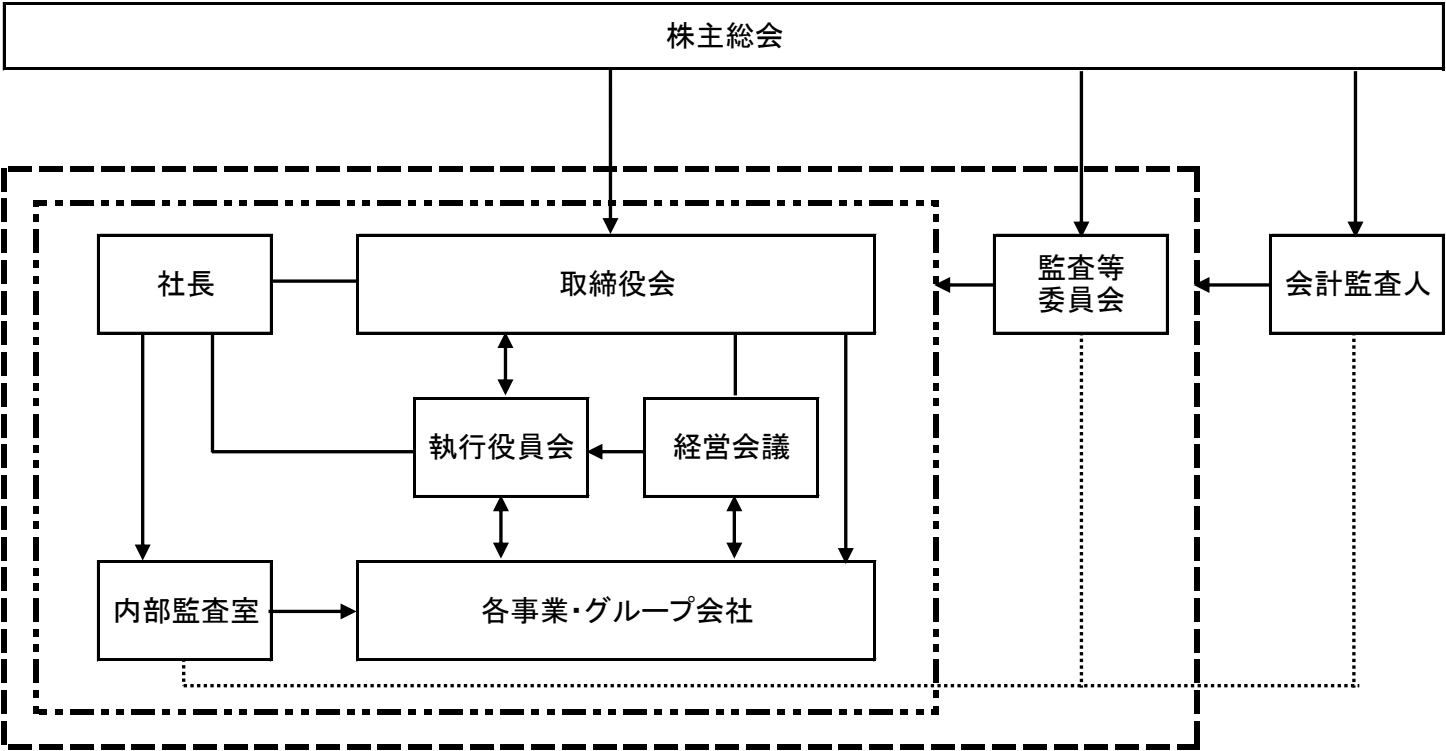 株主総会
社長
取締役会
監査等
委員会
会計監査人
執行役員会
経営会議
内部監査室
各事業・グループ会社